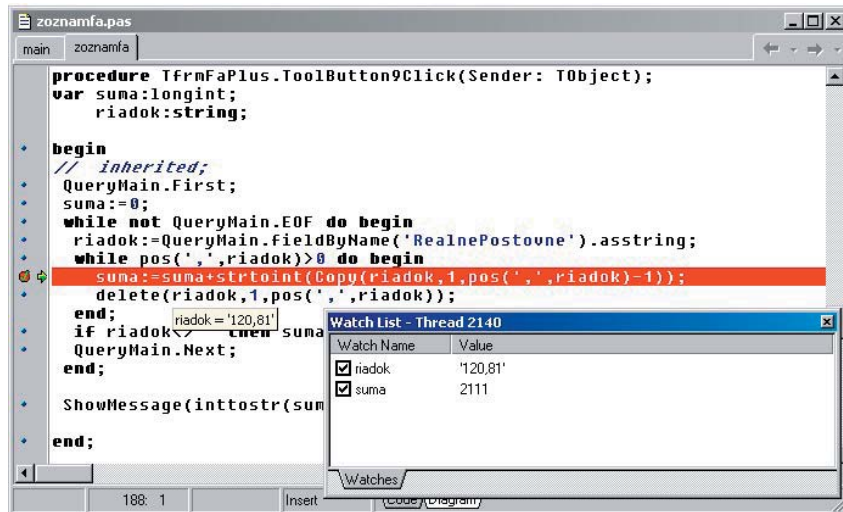 zoznamfa.pas
main zoznamfa
procedure TfrmFaPlus.ToolButton9Click(Sender: TObject);
var suma:longint;
riadok:string;
begin
// inherited;
QueryMain.First;
suma:=0;
while not QueryMain.EOF do begin
riadok:=QueryMain.fieldByName('RealnePostovne').asstring;
while pos(',',riadok)>0 do begin
suma:=suma+strtoint(Copy(riadok,1,pos(',',riadok)-1));
delete(riadok,1,pos(',',riadok));
end;
riadok = '120,81'
if riadok<> then suma
QueryMain.Next;
end;
ShowMessage(inttostr(sum
end;
Watch List - Thread 2140
Watch Name Value
riadok '120,81'
suma 2111
Watches
188: 1 Insert Code Diagram